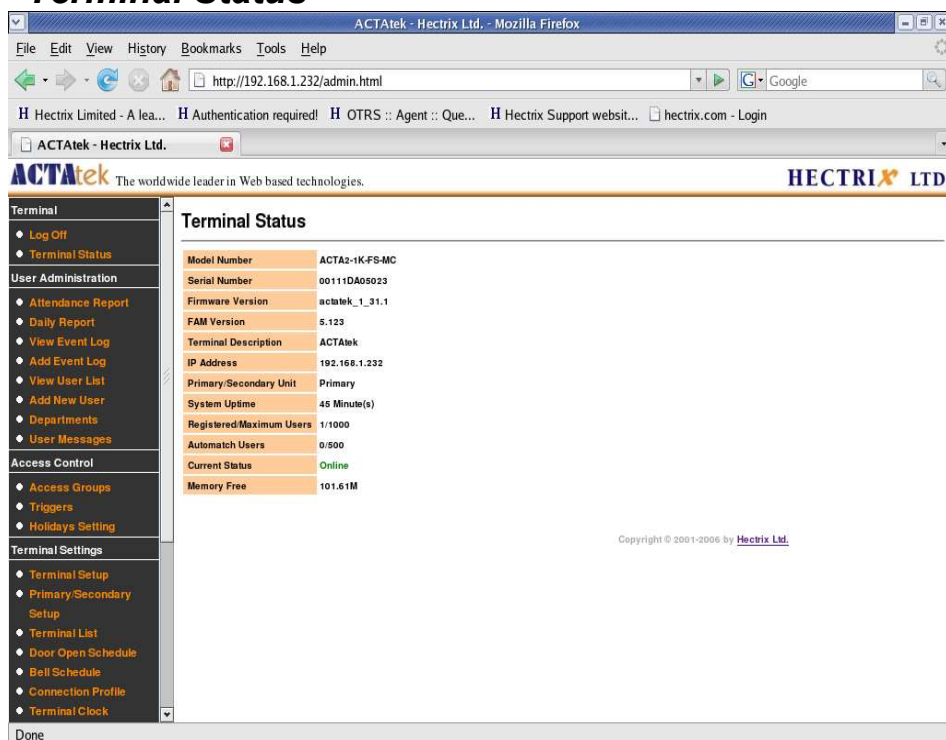 Terminal Status
ACTAtek - Hectrix Ltd. - Mozilla Firefox
File Edit View History Bookmarks Tools Help
http://192.168.1.232/admin.html
G Google
H Hectrix Limited - A lea... H Authentication required! H OTRS :: Agent :: Que... H Hectrix Support websit... hectrix.com - Login
ACTAtek - Hectrix Ltd.
ACTAtek The worldwide leader in Web based technologies. HECTRIX LTD
Terminal
Log Off
Terminal Status
User Administration
Attendance Report
Daily Report
View Event Log
Add Event Log
View User List
Add New User
Departments
User Messages
Access Control
Access Groups
Triggers
Holidays Setting
Terminal Settings
Terminal Setup
Primary/Secondary
Setup
Terminal List
Door Open Schedule
Bell Schedule
Connection Profile
Terminal Clock
Terminal Status
Model Number ACTA2-1K-FS-MC
Serial Number 00111DA05023
Firmware Version actatek_1_31.1
FAM Version 5.123
Terminal Description ACTAtek
IP Address 192.168.1.232
Primary/Secondary Unit Primary
System Uptime 45 Minute(s)
Registered/Maximum Users 1/1000
Automatch Users 0/500
Current Status Online
Memory Free 101.61M
Copyright © 2001-2006 by Hectrix Ltd.
Done